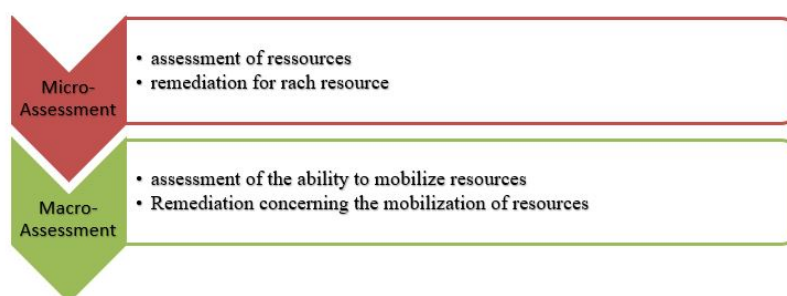 Micro-
Assessment
• assessment of ressources
• remediation for rach resource
Macro-
Assessment
• assessment of the ability to mobilize resources
• Remediation concerning the mobilization of resources